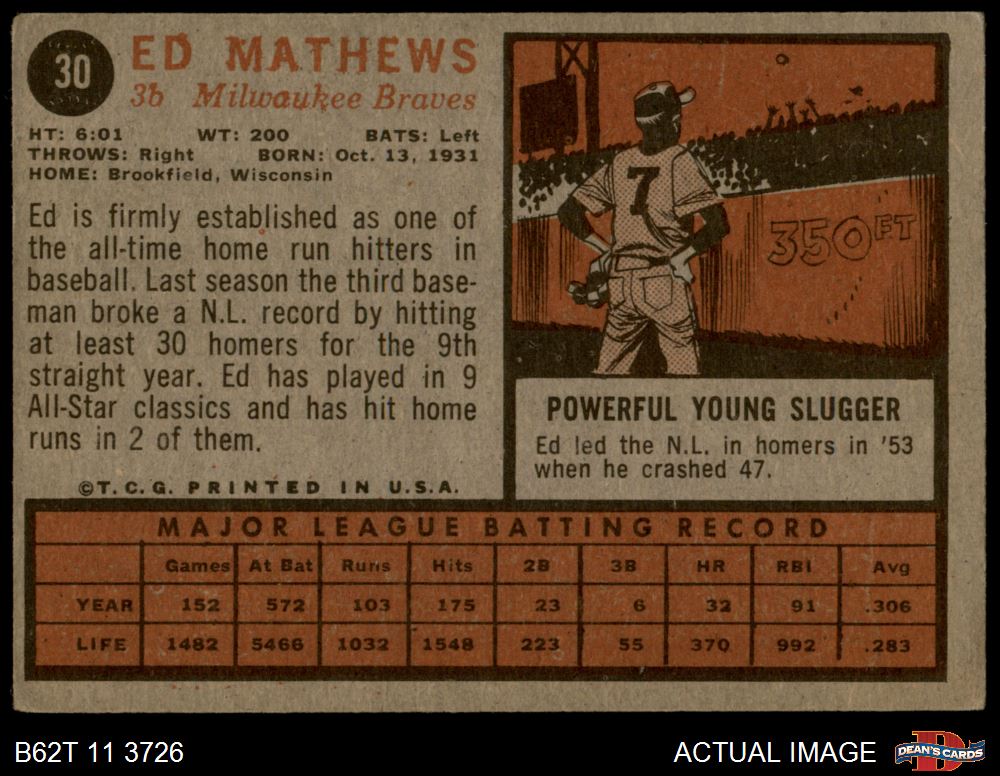 30
ED MATHEWS
3b Milwaukee Braves
HT: 6:01 WT: 200 BATS: Left
THROWS: Right BORN: Oct. 13, 1931
HOME: Brookfield, Wisconsin
Ed is firmly established as one of
the all-time home run hitters in
baseball. Last season the third base-
man broke a N.L. record by hitting
at least 30 homers for the 9th
straight year. Ed has played in 9
All-Star classics and has hit home
runs in 2 of them.
©T.C.G. PRINTED IN U.S.A.
7
350 FT
POWERFUL YOUNG SLUGGER
Ed led the N.L. in homers in '53
when he crashed 47.
MAJOR LEAGUE BATTING RECORD
Games At Bat Runs Hits 2B 3B HR RBI Avg
YEAR 152 572 103 175 23 6 32 91 .306
LIFE 1482 5466 1032 1548 223 55 370 992 .283
B62T 11 3726
ACTUAL IMAGE
D
DEAN'S CARDS